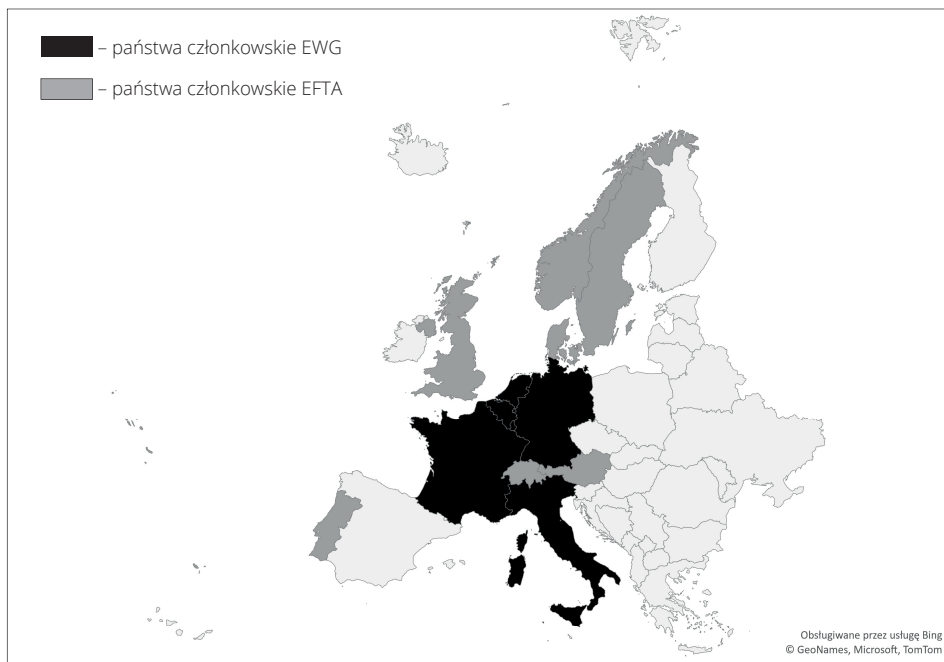 – państwa członkowskie EWG
– państwa członkowskie EFTA
Obsługiwane przez usługę Bing
© GeoNames, Microsoft, TomTom